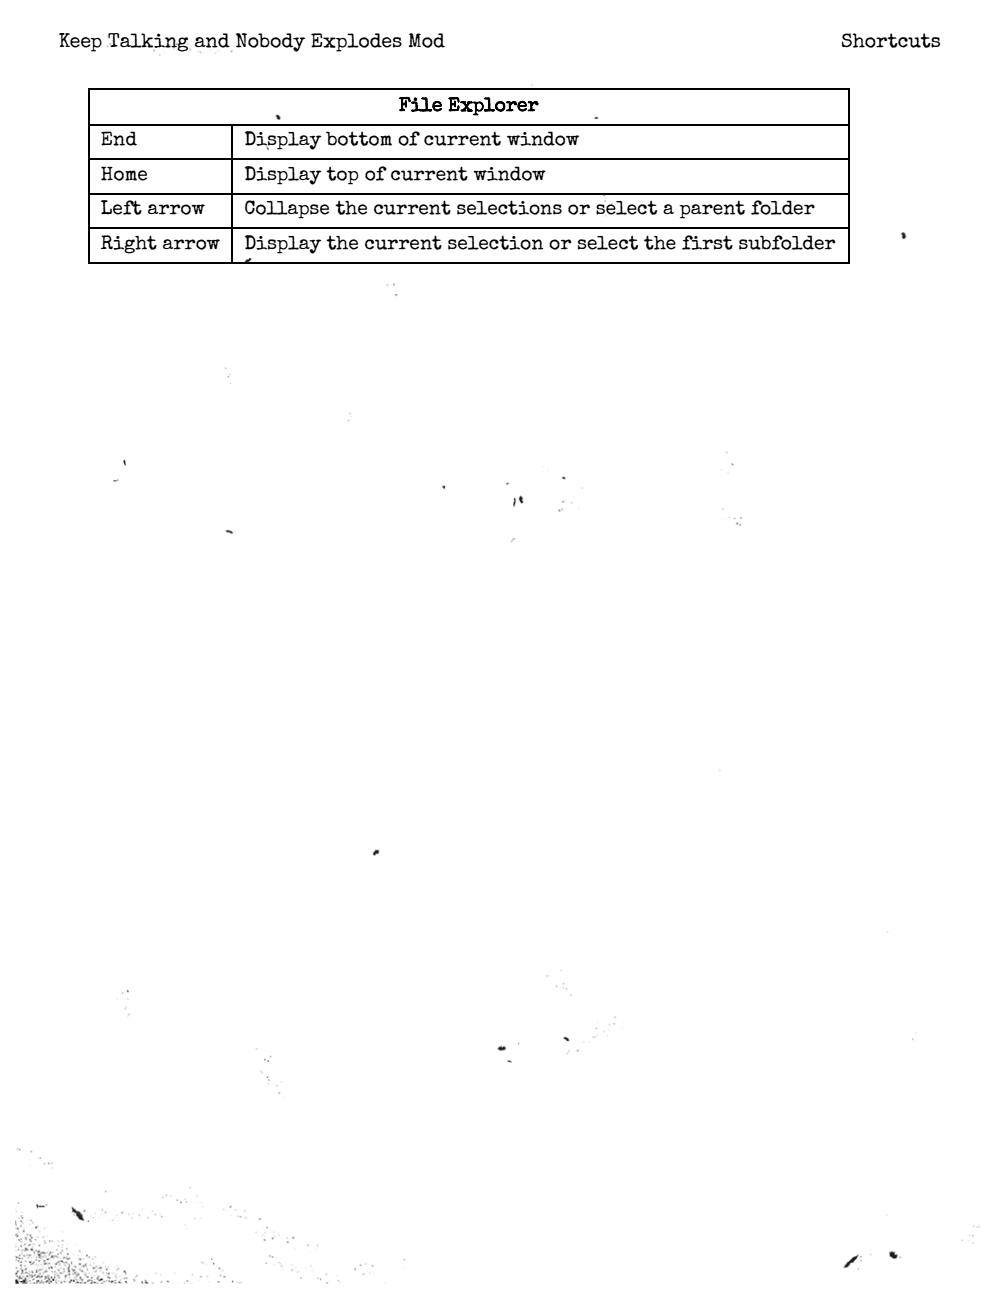 Keep Talking and Nobody Explodes Mod Shortcuts
File Explorer
End Display bottom of current window
Home Display top of current window
Left arrow Collapse the current selections or select a parent folder
Right arrow Display the current selection or select the first subfolder